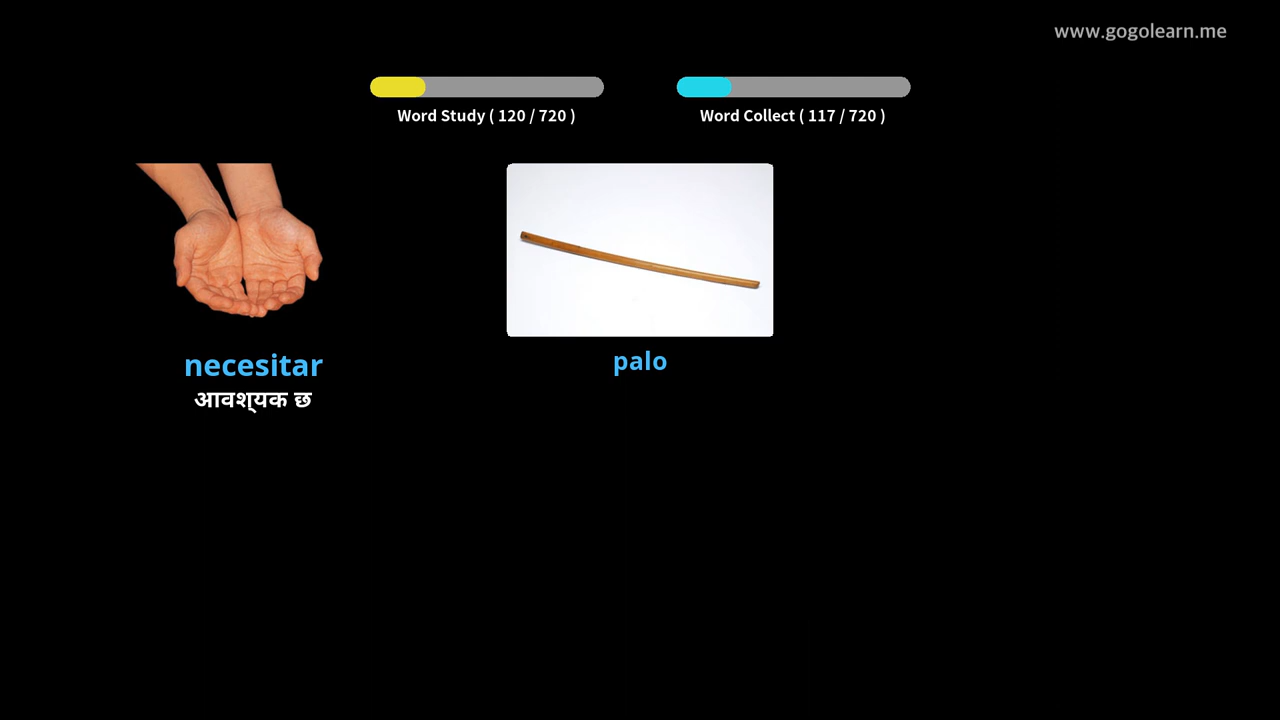 www.gogolearn.me
Word Study ( 120 / 720 )
Word Collect ( 117 / 720 )
necesitar
आवश्यक छ
palo